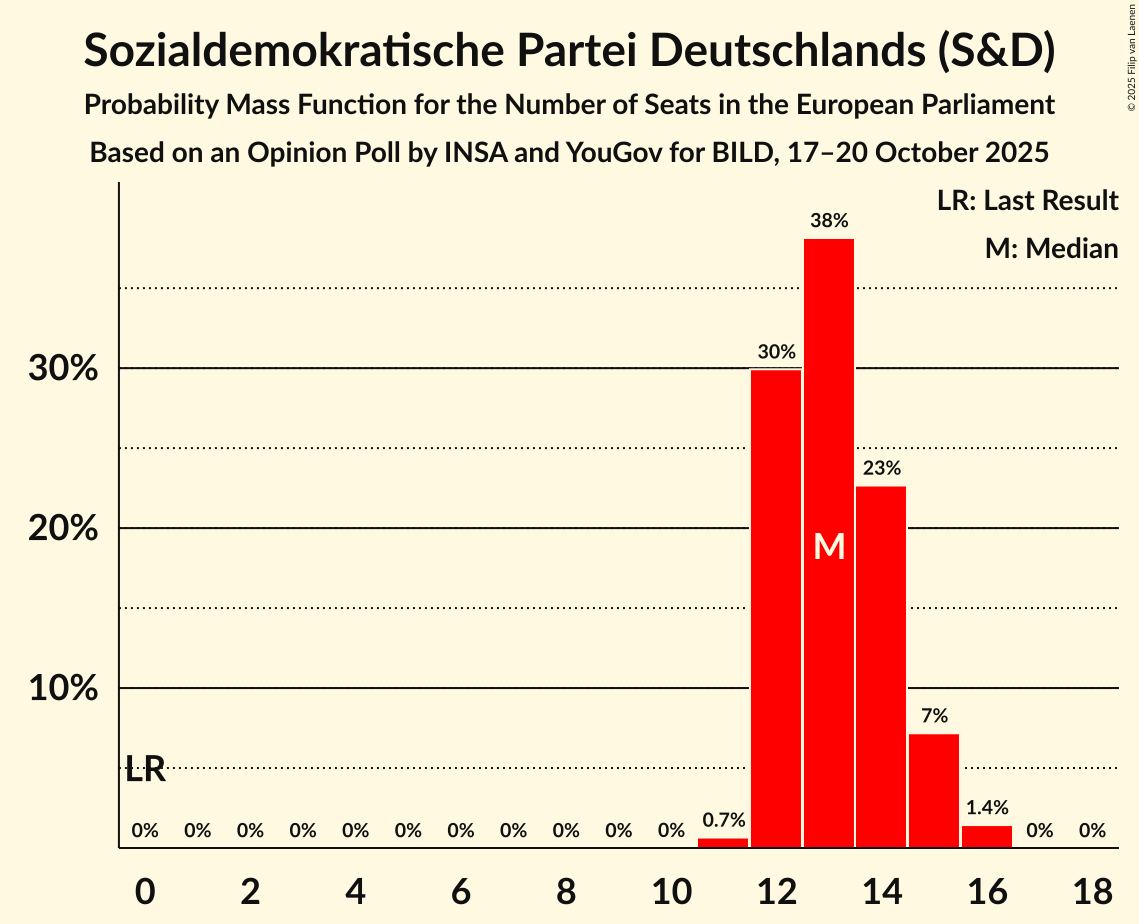 Sozialdemokratische Partei Deutschlands (S&D)
Probability Mass Function for the Number of Seats in the European Parliament
Based on an Opinion Poll by INSA and YouGov for BILD, 17–20 October 2025
© 2025 Filip van Laenen
LR: Last Result
M: Median
38%
30%
30%
23%
20%
M
10%
7%
LR
1.4%
0.7%
0% 0% 0% 0% 0% 0% 0% 0% 0% 0% 0% 0% 0%
0 2 4 6 8 10 12 14 16 18